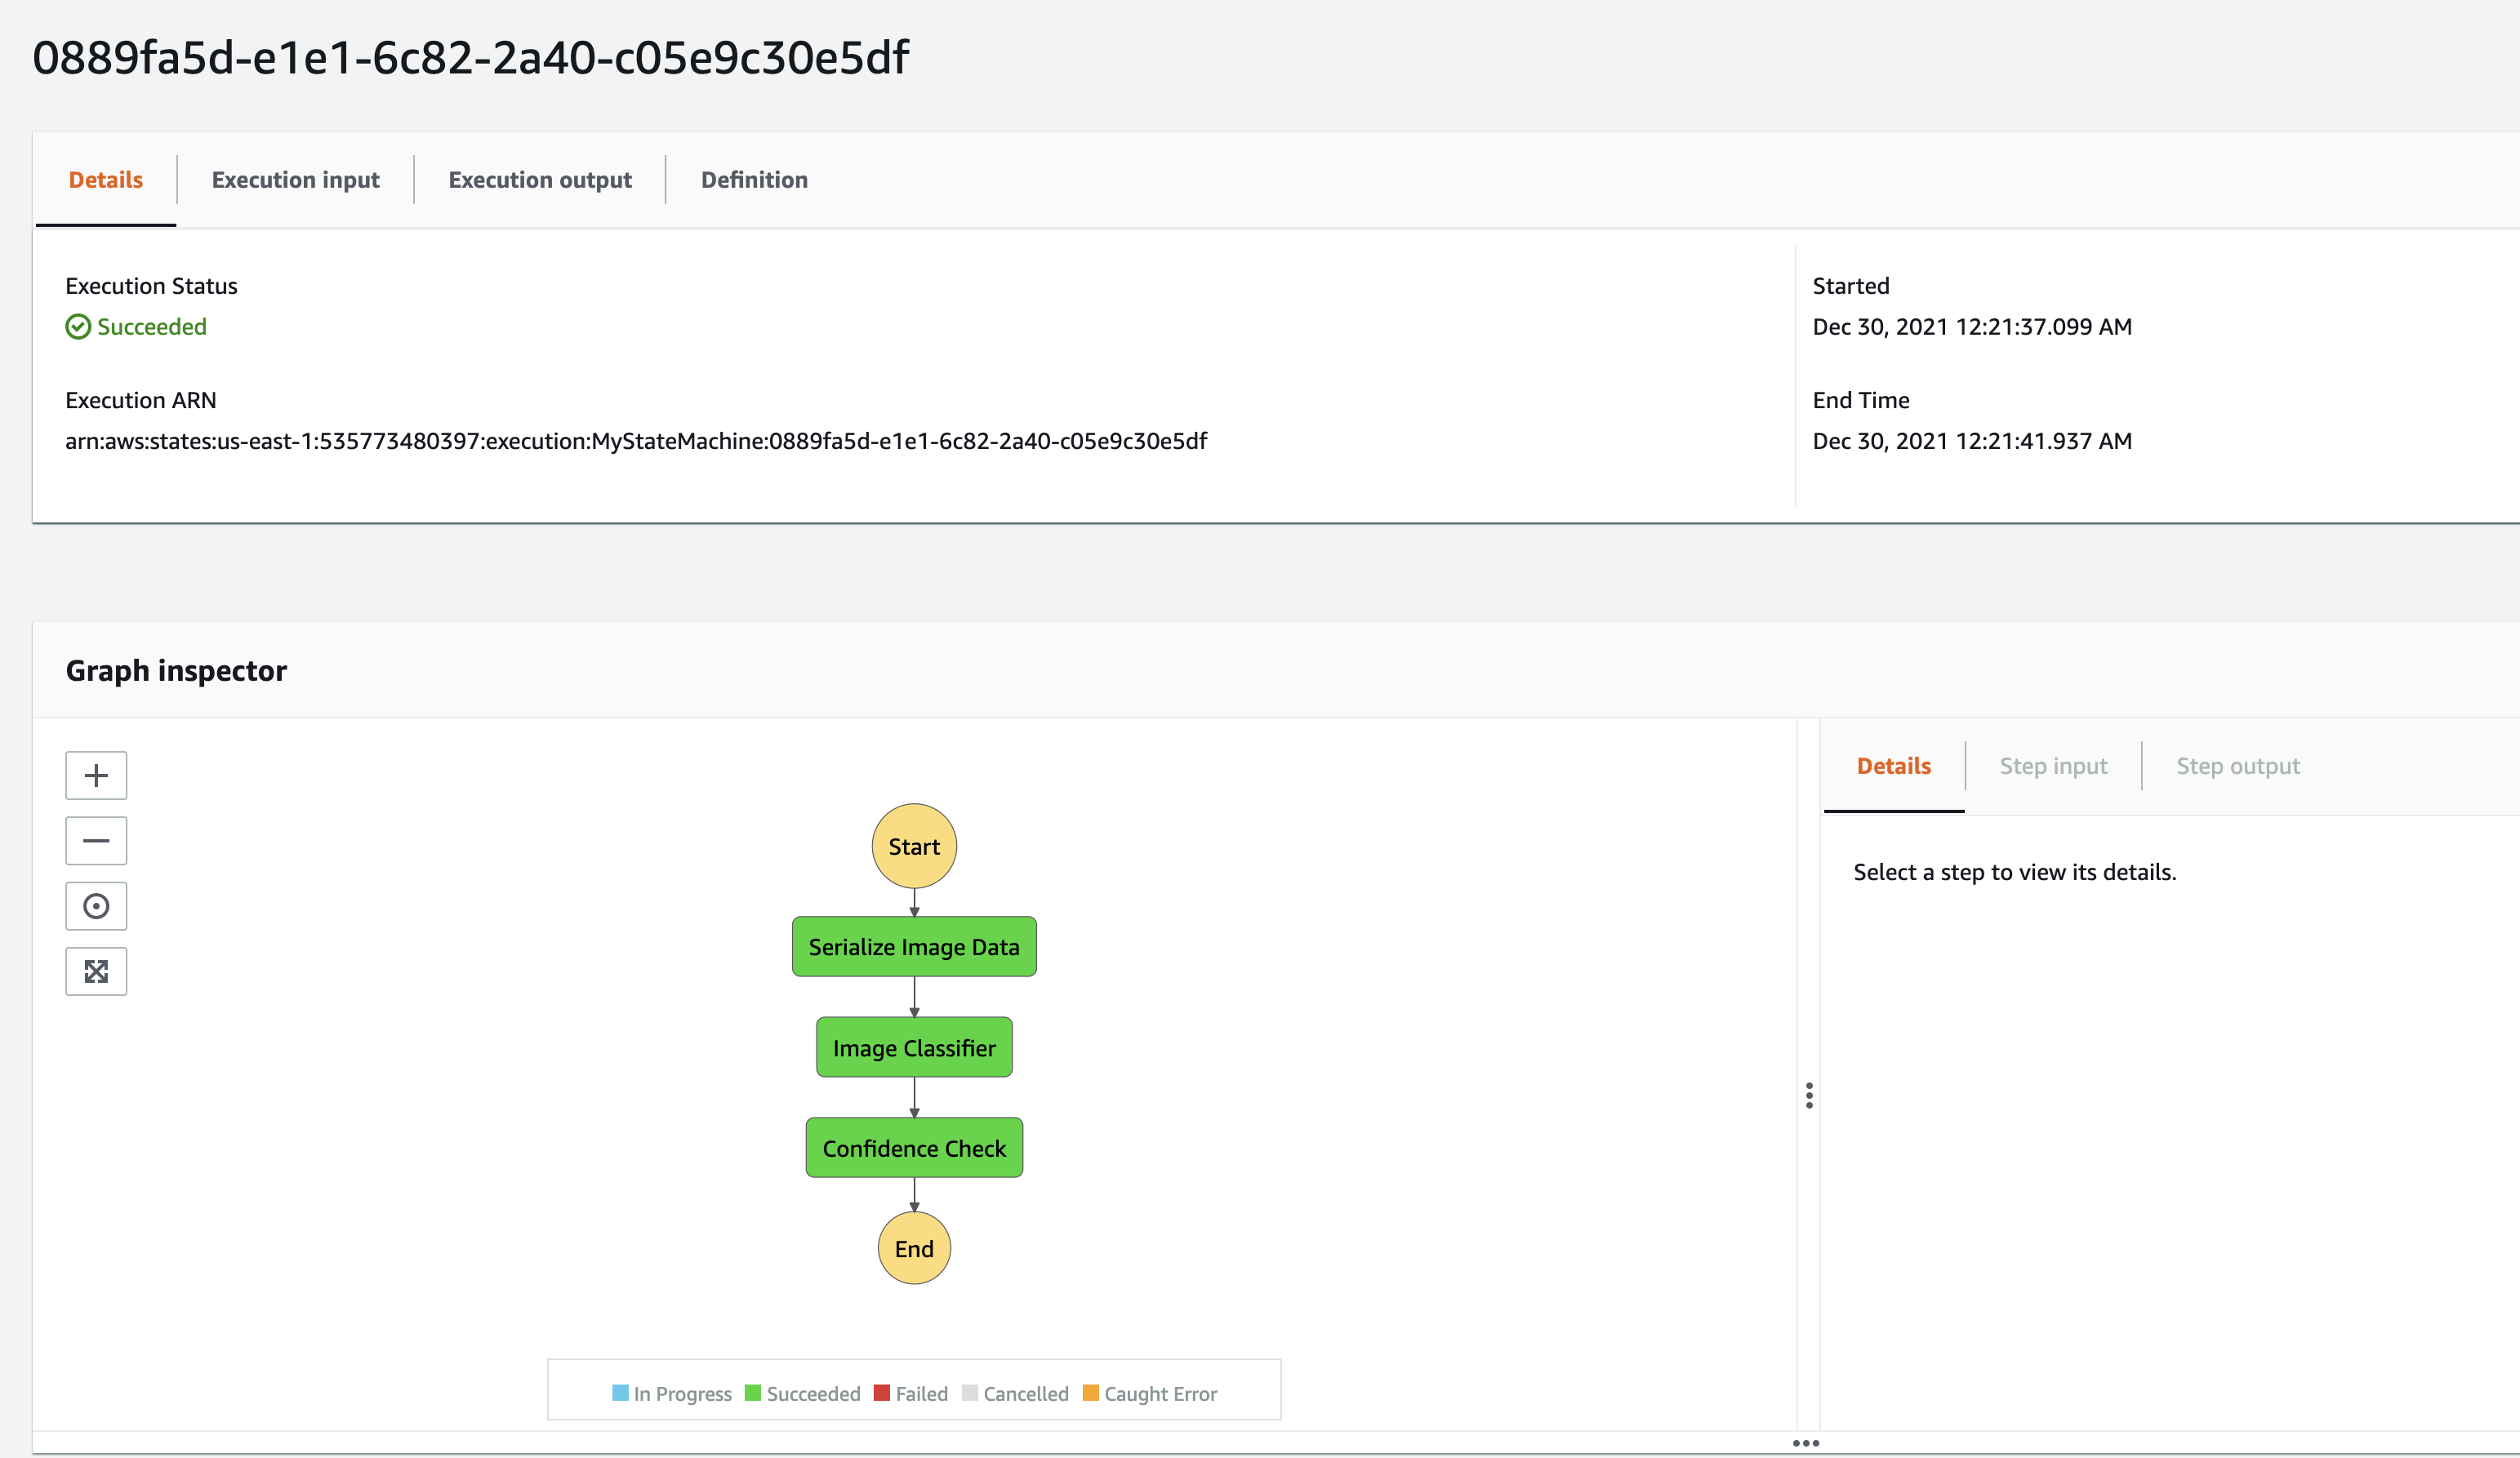 0889fa5d-e1e1-6c82-2a40-c05e9c30e5df
Details
Execution input
Execution output
Definition
Execution Status
Succeeded
Execution ARN
arn:aws:states:us-east-1:535773480397:execution:MyStateMachine:0889fa5d-e1e1-6c82-2a40-c05e9c30e5df
Started
Dec 30, 2021 12:21:37.099 AM
End Time
Dec 30, 2021 12:21:41.937 AM
Graph inspector
Start
Serialize Image Data
Image Classifier
Confidence Check
End
In Progress
Succeeded
Failed
Cancelled
Caught Error
Details
Step input
Step output
Select a step to view its details.